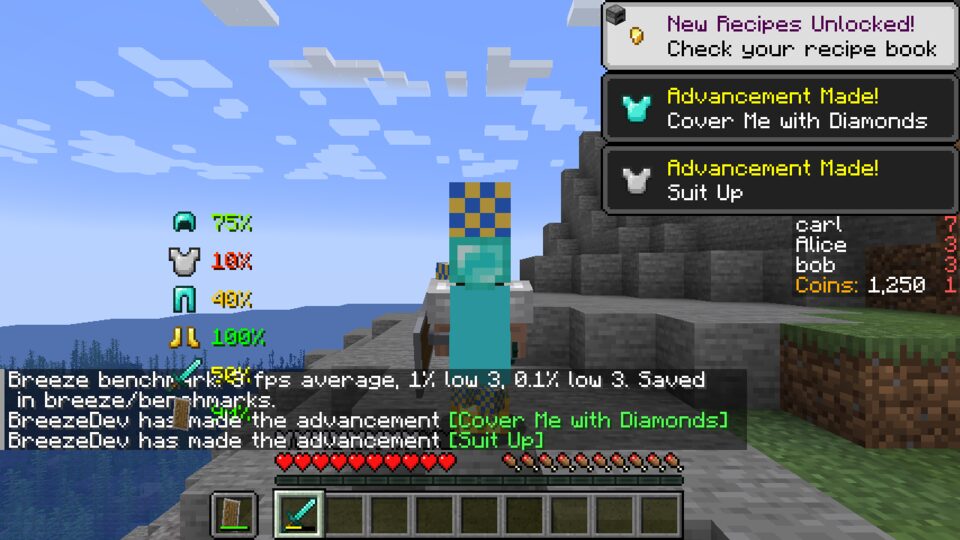 New Recipes Unlocked!
Check your recipe book
Advancement Made!
Cover Me with Diamonds
Advancement Made!
Suit Up
carl 7
Alice 3
bob 3
Coins: 1,250 1
75%
10%
40%
100%
50%
Breeze benchmark: fps average, 1% low 3, 0.1% low 3. Saved
in breeze/benchmarks.
BreezeDev has made the advancement [Cover Me with Diamonds]
BreezeDev has made the advancement [Suit Up]